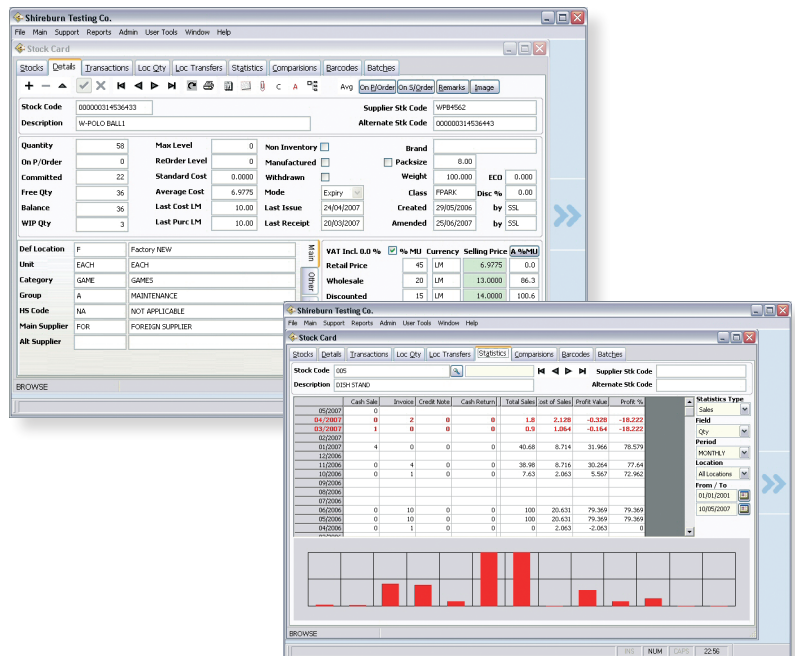 Shireburn Testing Co.
File Main Support Reports Admin User Tools Window Help
Stock Card
Stocks Details Transactions Loc Qty Loc Transfers Statistics Comparisions Barcodes Batches
C A Avg On P/Order On S/Order Remarks Image
Stock Code 000000314536433 Supplier Stk Code WPB4562
Description W-POLO BALL1 Alternate Stk Code 000000314536443
Quantity 58 Max Level 0 Non Inventory Brand
On P/Order 0 ReOrder Level 0 Manufactured Packsize 8.00
Committed 22 Standard Cost 0.0000 Withdrawn Weight 100.000 ECO 0.000
Free Qty 36 Average Cost 6.9775 Mode Expiry Class FPARK Disc % 0.00
Balance 36 Last Cost LM 10.00 Last Issue 24/04/2007 Created 29/05/2006 by SSL
WIP Qty 3 Last Purc LM 10.00 Last Receipt 20/03/2007 Amended 25/06/2007 by SSL
Def Location F Factory NEW
Unit EACH EACH
Category GAME GAMES
Group A MAINTENANCE
HS Code NA NOT APPLICABLE
Main Supplier FOR FOREIGN SUPPLIER
Alt Supplier
Main
Other
VAT Incl. 0.0 % % MU Currency Selling Price A %MU
Retail Price 45 LM 6.9775 0.0
Wholesale 20 LM 13.0000 86.3
Discounted 15 LM 14.0000 100.6
BROWSE
Shireburn Testing Co.
File Main Support Reports Admin User Tools Window Help
Stock Card
Stocks Details Transactions Loc Qty Loc Transfers Statistics Comparisions Barcodes Batches
Stock Code 005 Supplier Stk Code
Description DISH STAND Alternate Stk Code
Cash Sale Invoice Credit Note Cash Return Total Sales ost of Sales Profit Value Profit %
05/2007 0
04/2007 0 2 0 0 1.8 2.128 -0.328 -18.222
03/2007 1 0 0 0 0.9 1.064 -0.164 -18.222
02/2007
01/2007 4 0 0 0 40.68 8.714 31.966 78.579
12/2006
11/2006 0 4 0 0 38.98 8.716 30.264 77.64
10/2006 0 1 0 0 7.63 2.063 5.567 72.962
09/2006
08/2006
07/2006
06/2006 0 10 0 0 100 20.631 79.369 79.369
05/2006 0 10 0 0 100 20.631 79.369 79.369
04/2006 0 1 0 0 0 2.063 -2.063 0
Statistics Type
Sales
Field
Qty
Period
MONTHLY
Location
All Locations
From / To
01/01/2001
10/05/2007
BROWSE
INS NUM CAPS 22:56